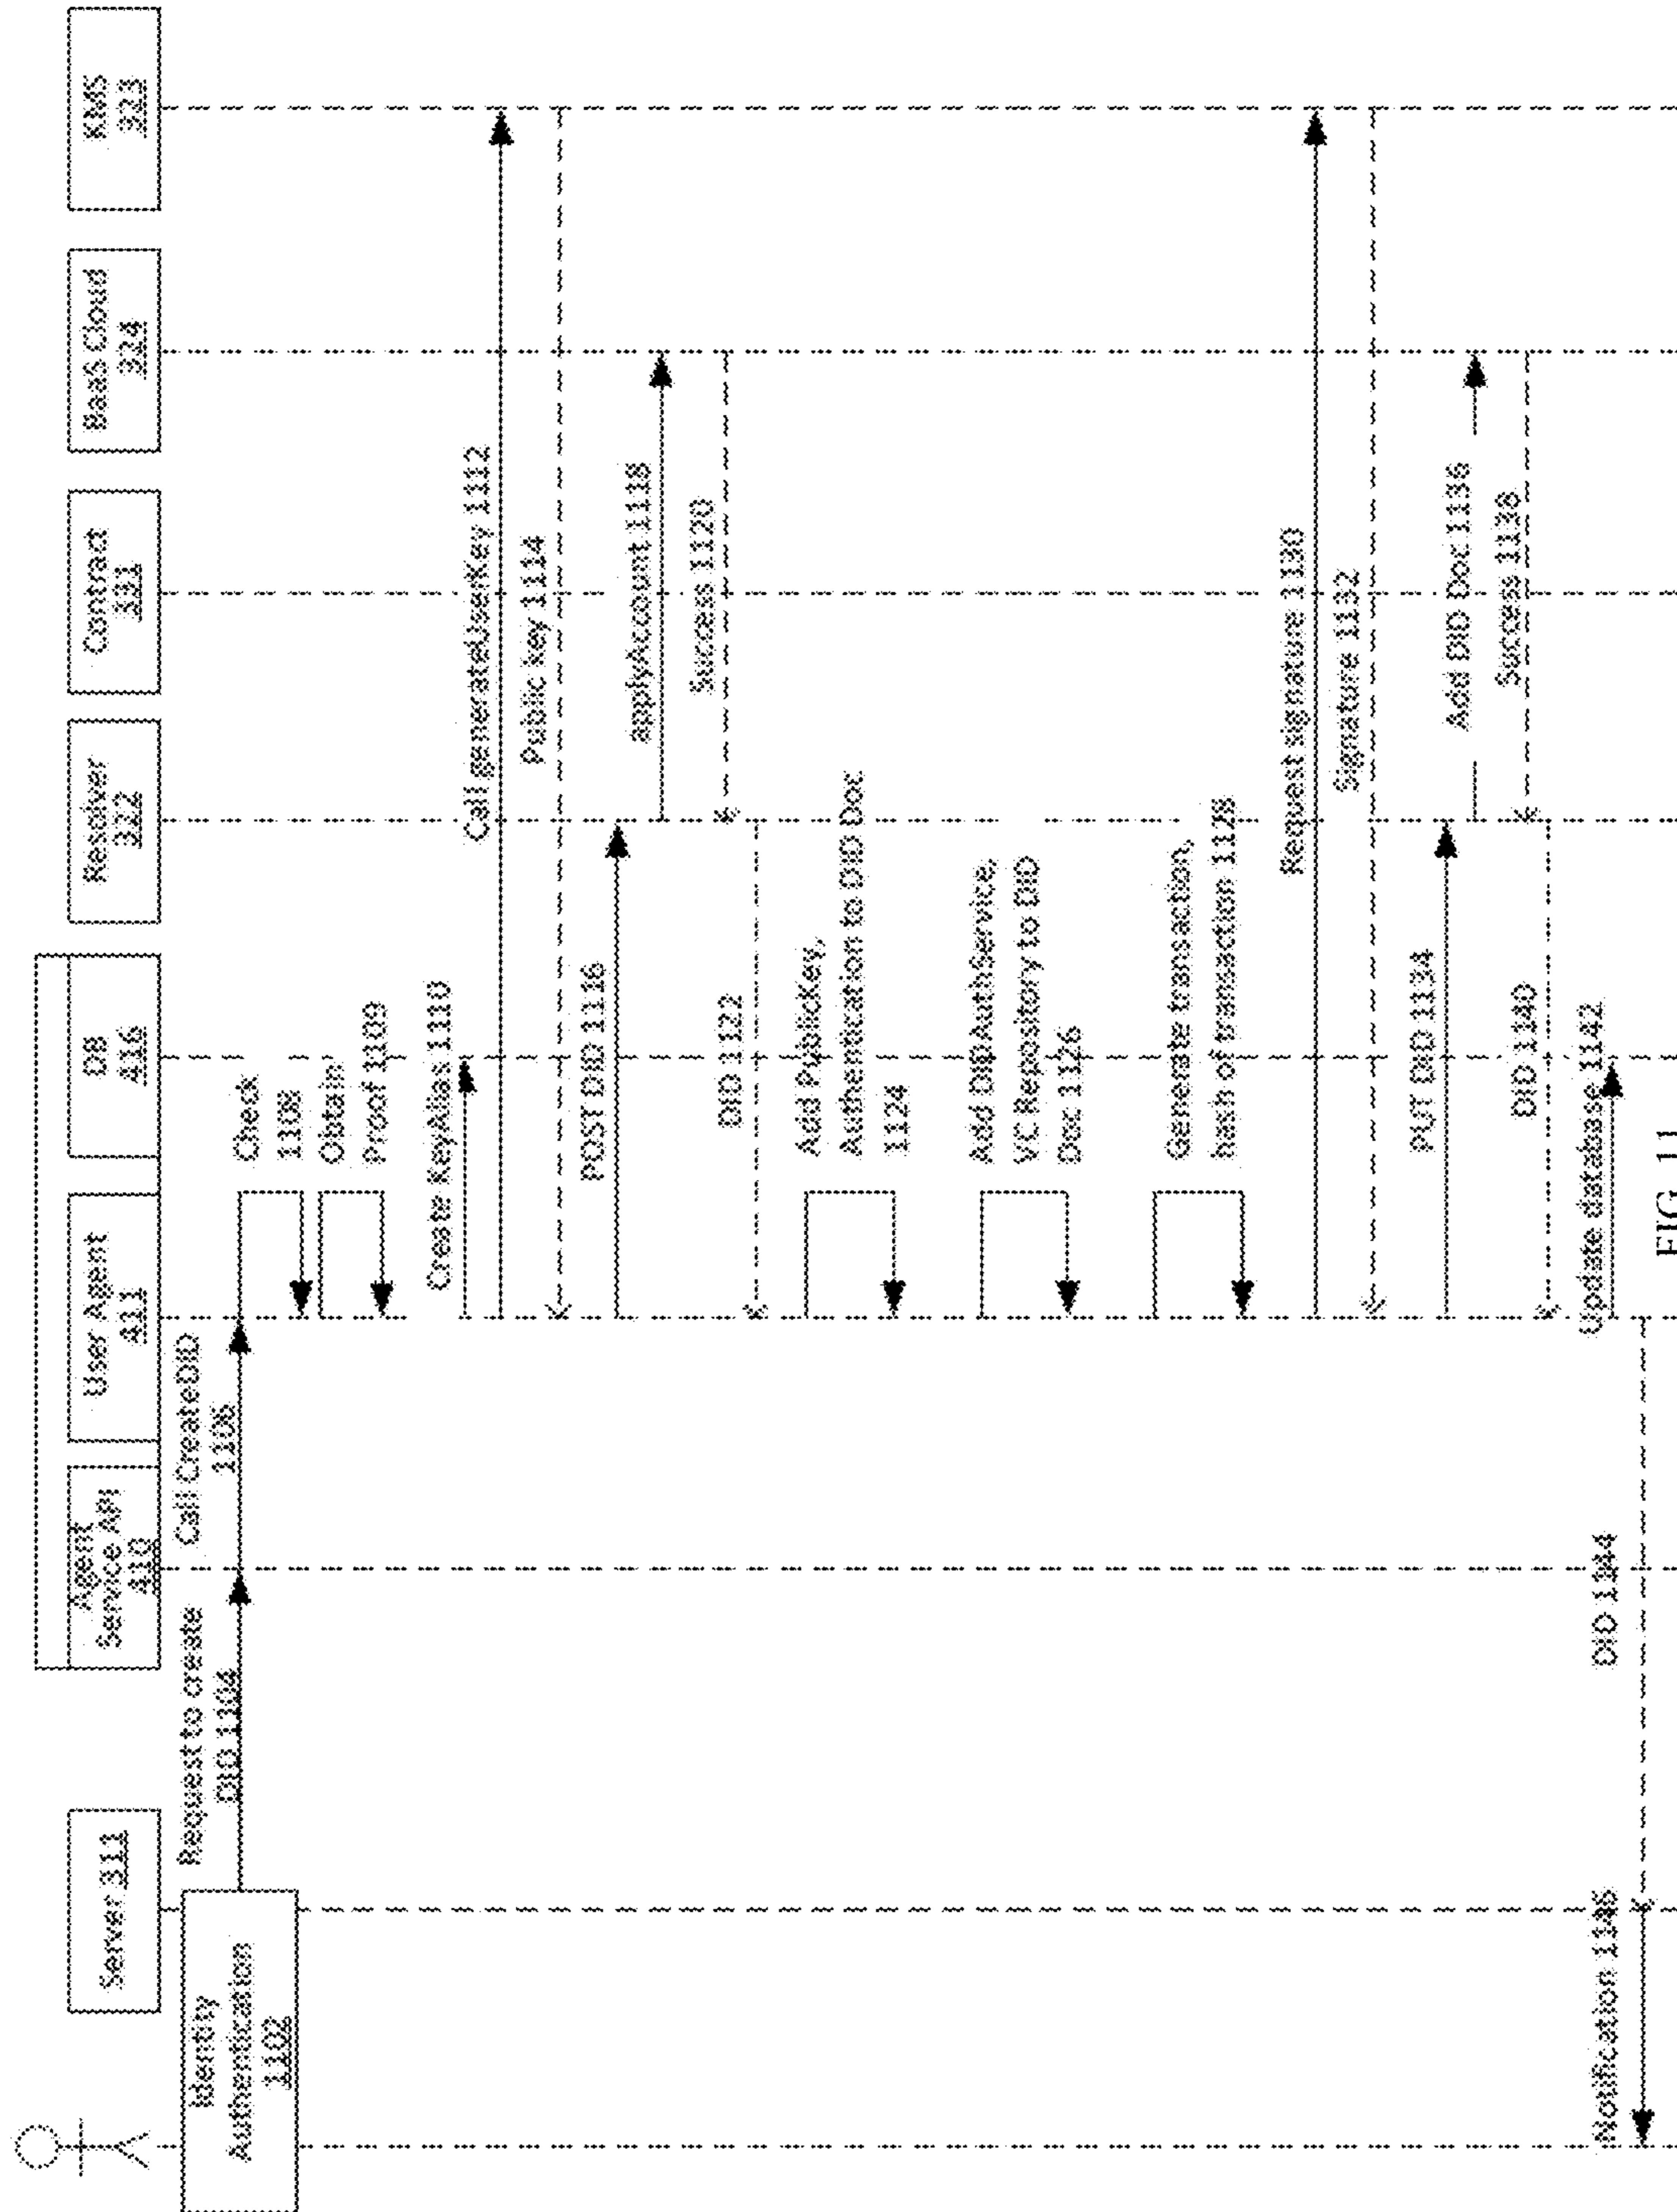 Server 311
Agent
Service API
410
User Agent
411
DB
416
Resolver
322
Contract
331
BaaS Cloud
324
KMS
323
Identity
Authentication
1102
Request to create
DID 1104
Call CreateDID
1106
Check
1108
Obtain
Proof 1109
Create KeyAlias 1110
Call generateUserKey 1112
Public key 1114
POST DID 1116
applyAccount 1118
Success 1120
DID 1122
Add PublicKey,
Authentication to DID Doc
1124
Add DIDAuthService,
VC Repository to DID
Doc 1126
Generate transaction,
hash of transaction 1128
Request signature 1130
Signature 1132
PUT DID 1134
Add DID Doc 1136
Success 1138
DID 1140
Update database 1142
DID 1144
Notification 1146
FIG. 11